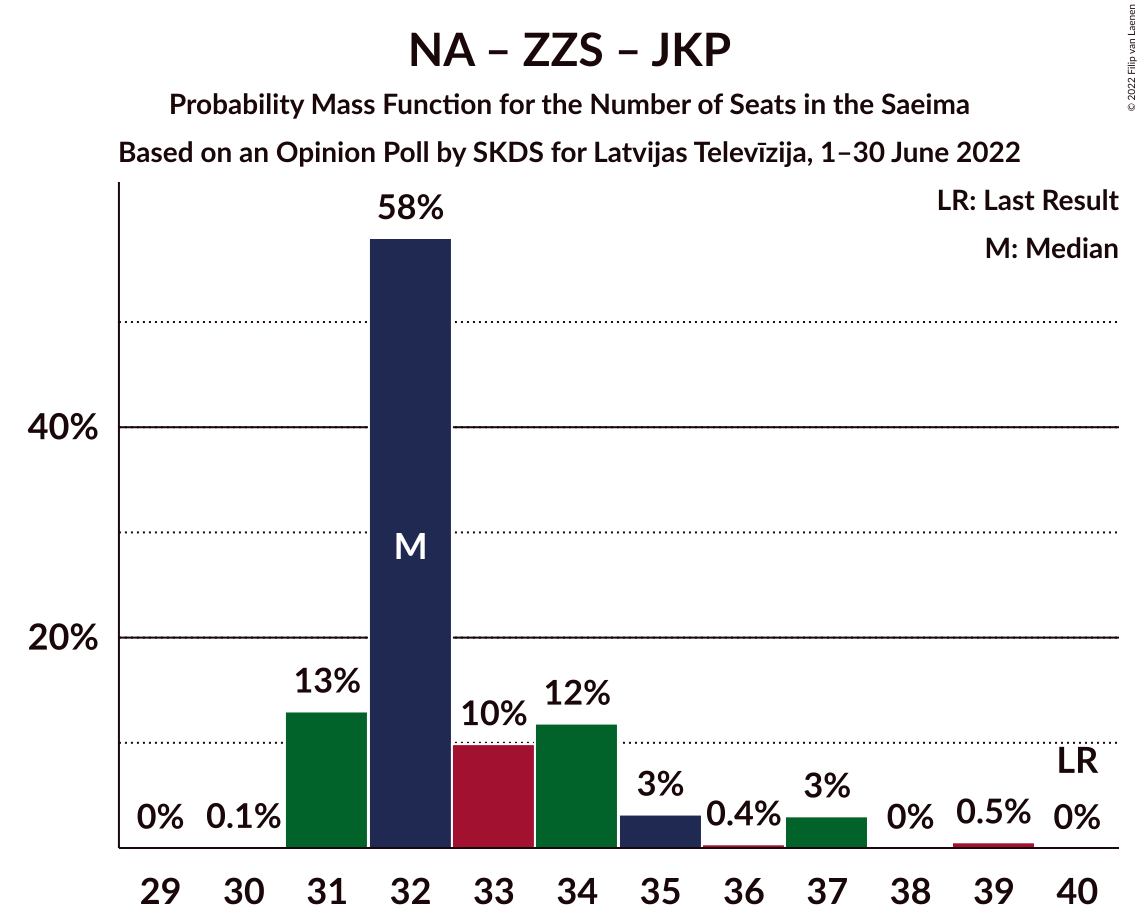 NA – ZZS – JKP
Probability Mass Function for the Number of Seats in the Saeima
Based on an Opinion Poll by SKDS for Latvijas Televīzija, 1–30 June 2022
© 2022 Filip van Laenen
LR: Last Result
M: Median
58%
40%
M
20%
13%
10%
12%
LR
0%
0.1%
3%
0.4%
3%
0%
0.5%
0%
29 30 31 32 33 34 35 36 37 38 39 40